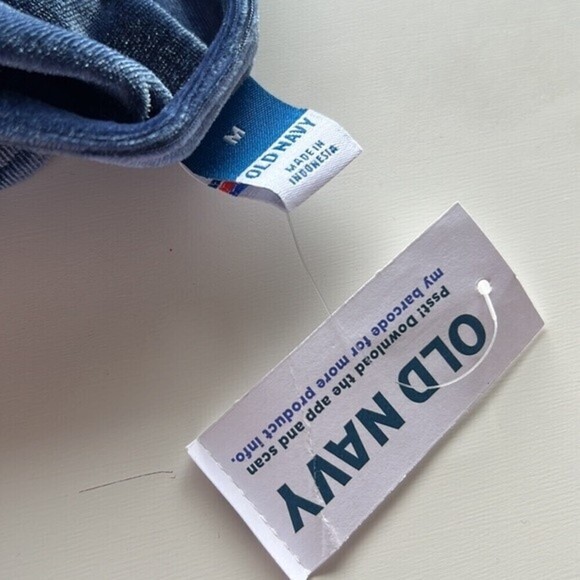 M
OLD NAVY
MADE IN
INDONESIA
OLD NAVY
Psst! Download the app and scan
my barcode for more product info.